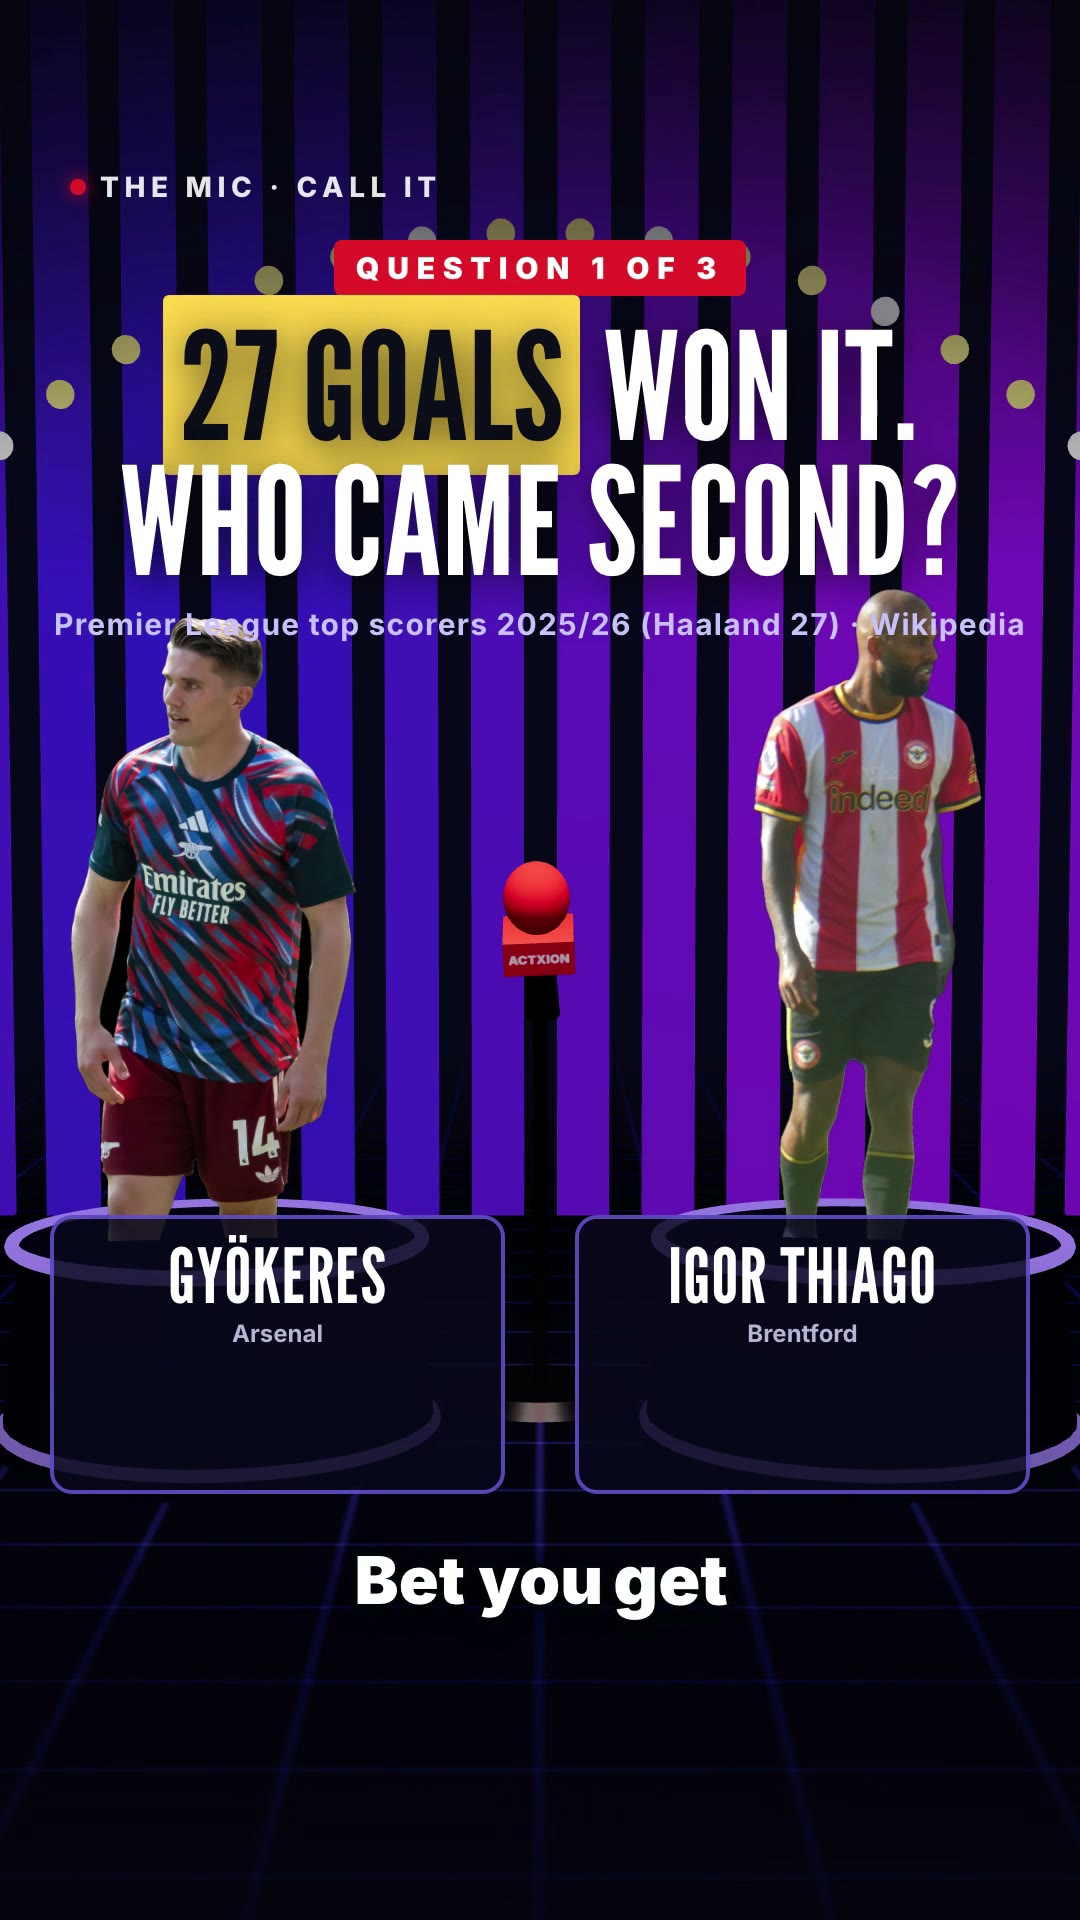 THE MIC · CALL IT
QUESTION 1 OF 3
27 GOALS WON IT.
WHO CAME SECOND?
Premier League top scorers 2025/26 (Haaland 27) · Wikipedia
indeed
Emirates
FLY BETTER
ACTXION
14
GYÖKERES
Arsenal
IGOR THIAGO
Brentford
Bet you get